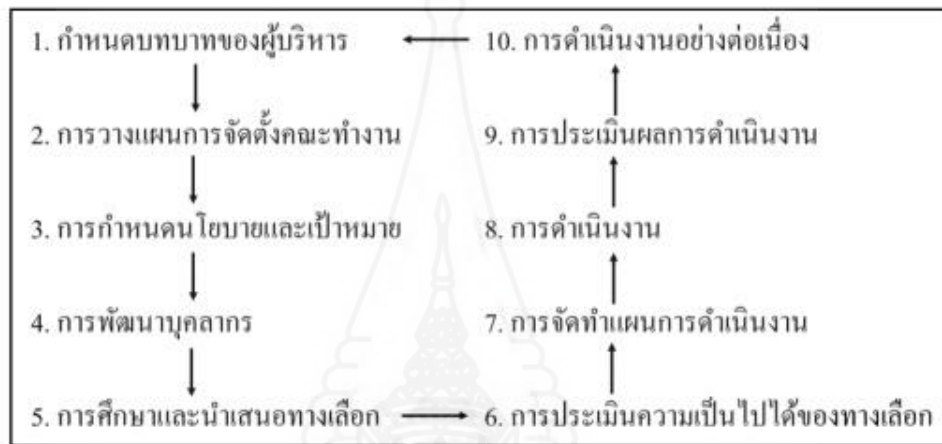 1. กำหนดบทบาทของผู้บริหาร
2. การวางแผนการจัดตั้งคณะทำงาน
3. การกำหนดนโยบายและเป้าหมาย
4. การพัฒนาบุคลากร
5. การศึกษาและนำเสนอทางเลือก
6. การประเมินความเป็นไปได้ของทางเลือก
7. การจัดทำแผนการดำเนินงาน
8. การดำเนินงาน
9. การประเมินผลการดำเนินงาน
10. การดำเนินงานอย่างต่อเนื่อง